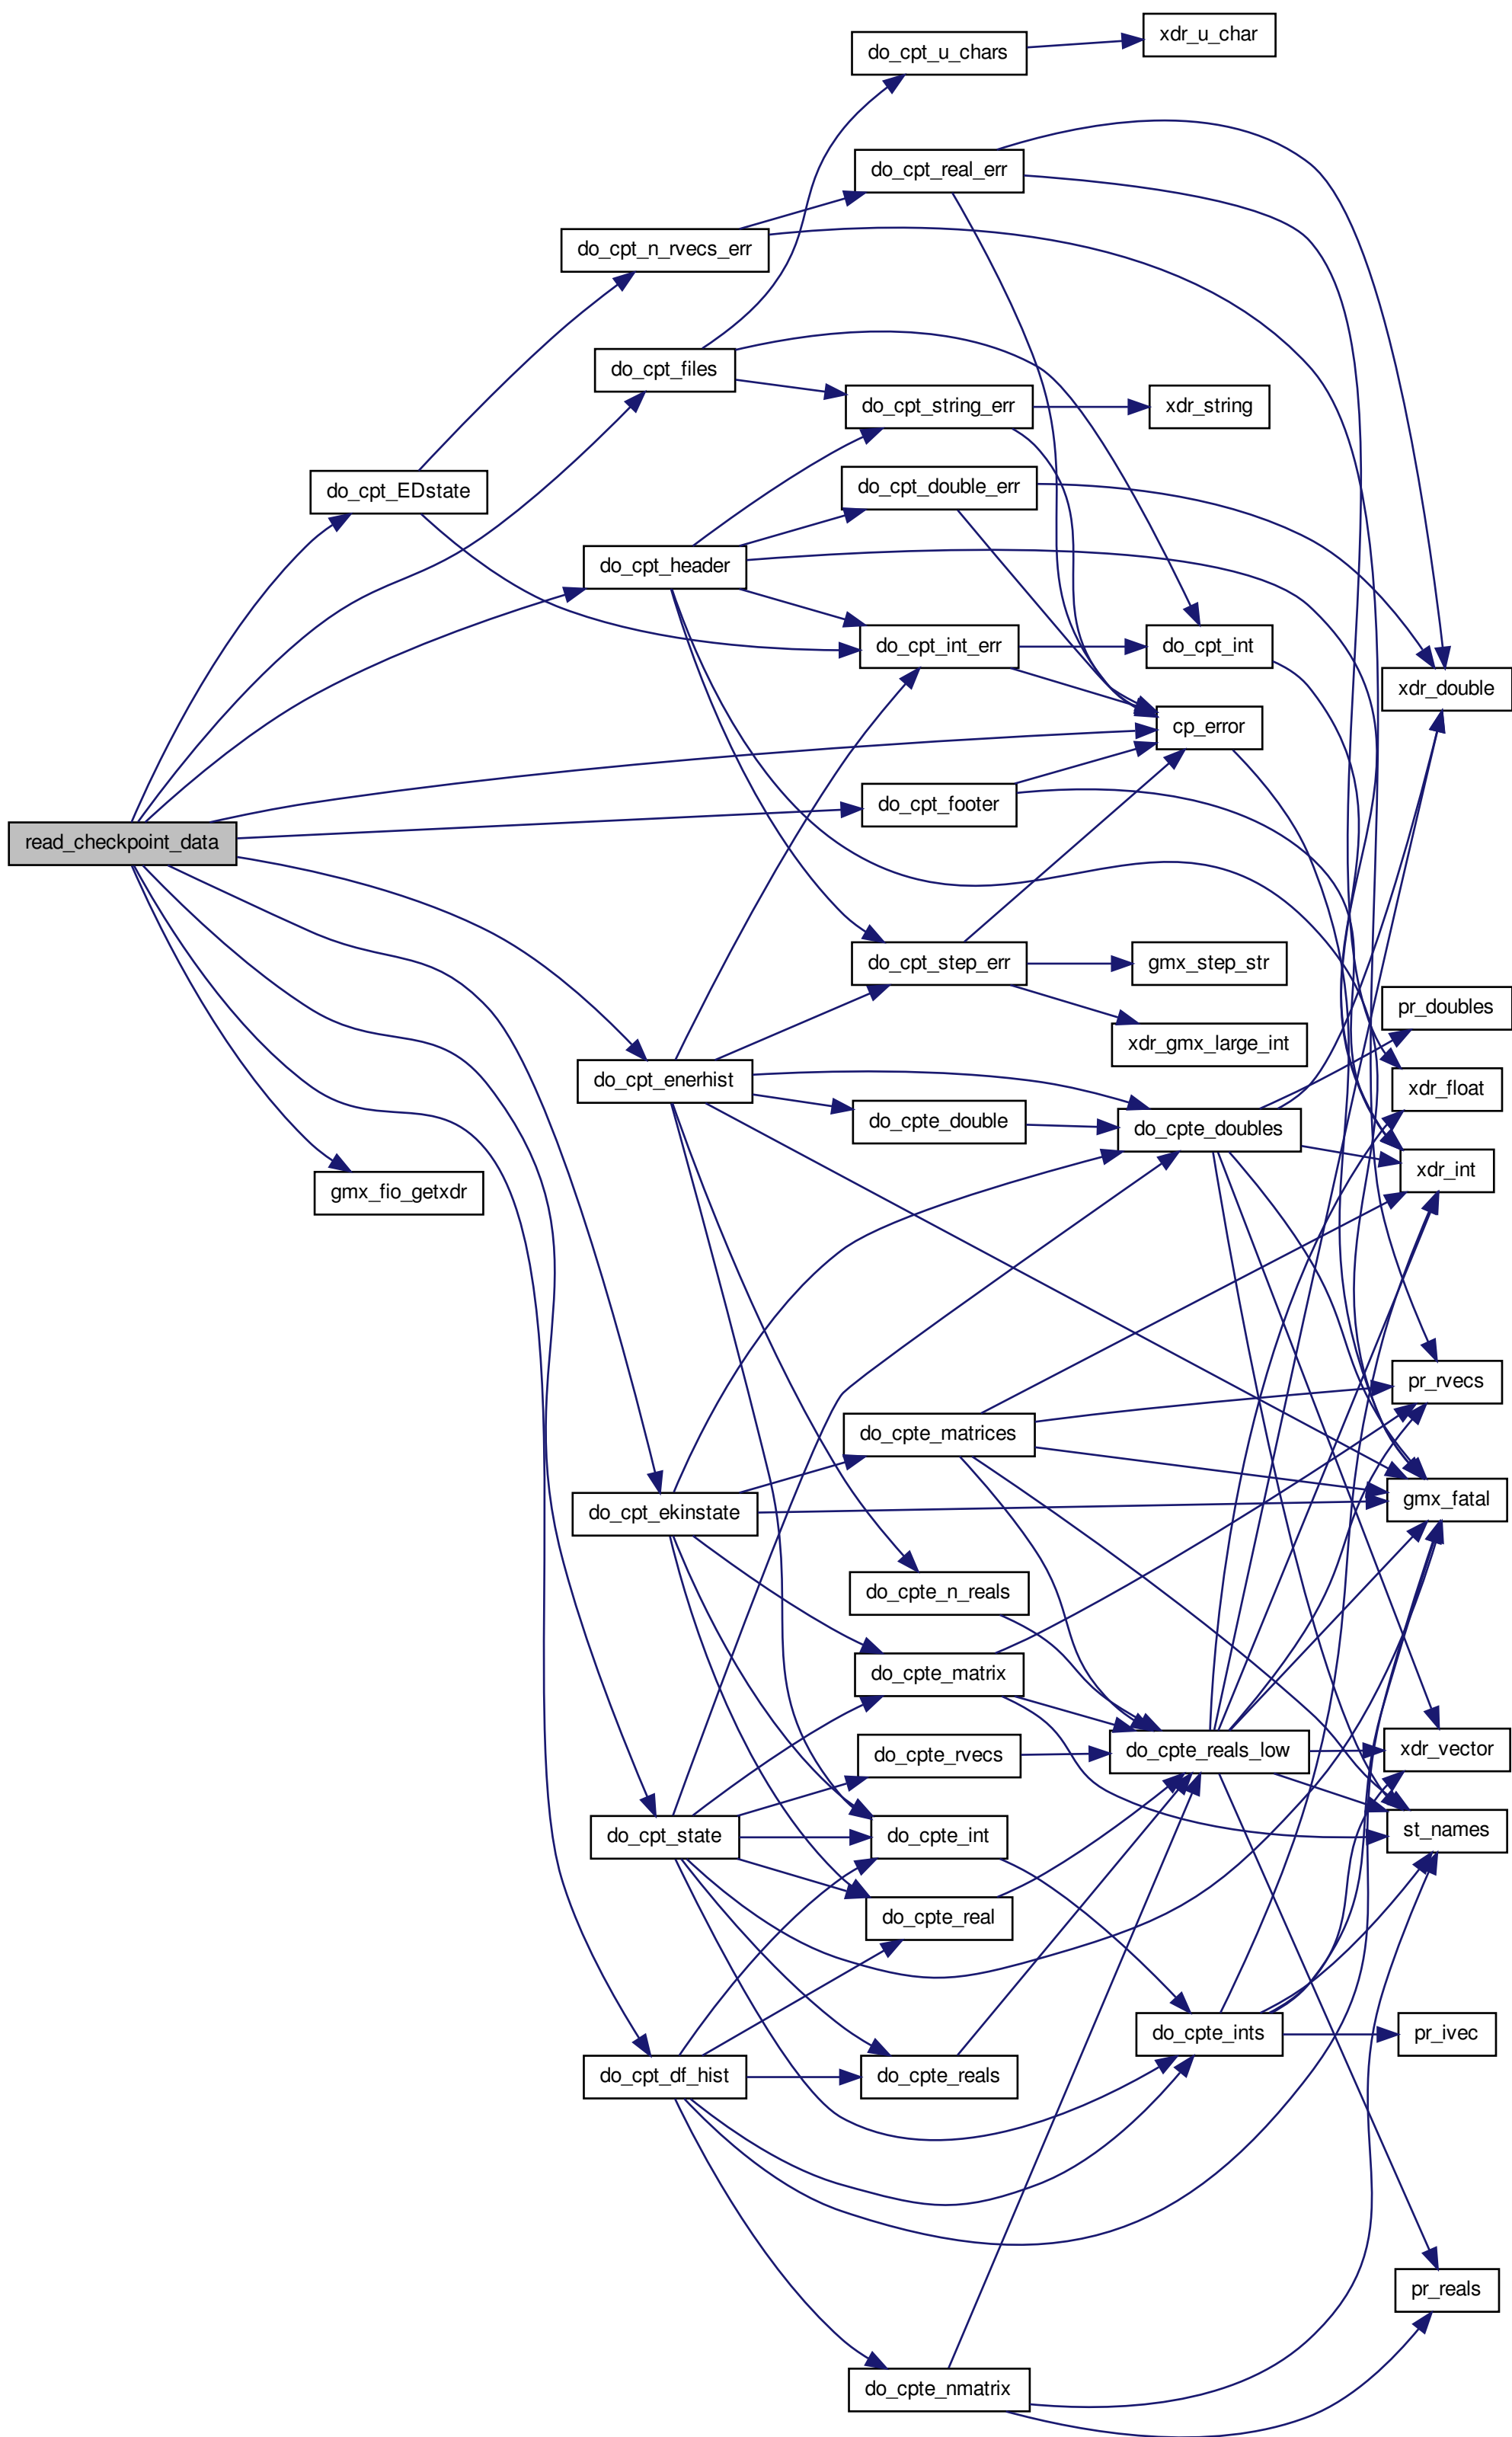 xdr_u_char
do_cpt_u_chars
do_cpt_real_err
do_cpt_n_rvecs_err
do_cpt_files
do_cpt_string_err
xdr_string
do_cpt_EDstate
do_cpt_double_err
do_cpt_header
do_cpt_int_err
do_cpt_int
xdr_double
cp_error
do_cpt_footer
read_checkpoint_data
do_cpt_step_err
gmx_step_str
pr_doubles
xdr_gmx_large_int
do_cpt_enerhist
xdr_float
do_cpte_double
do_cpte_doubles
xdr_int
gmx_fio_getxdr
pr_rvecs
do_cpte_matrices
gmx_fatal
do_cpt_ekinstate
do_cpte_n_reals
do_cpte_matrix
do_cpte_rvecs
do_cpte_reals_low
xdr_vector
do_cpt_state
do_cpte_int
st_names
do_cpte_real
do_cpte_ints
pr_ivec
do_cpt_df_hist
do_cpte_reals
pr_reals
do_cpte_nmatrix